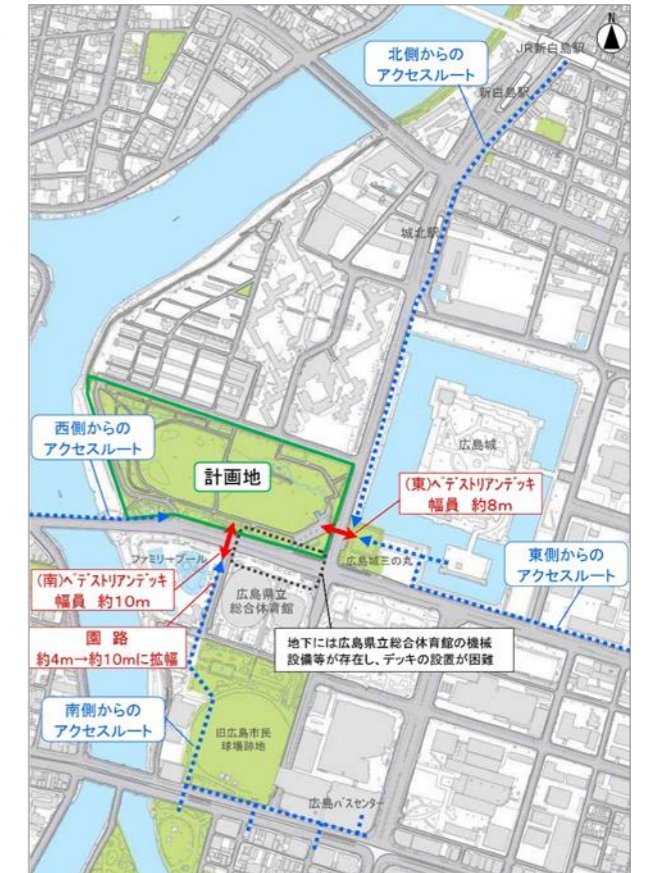 N
JR新白島駅
北側からの
アクセスルート
新白島駅
城北駅
西側からの
アクセスルート
計画地
広島城
(東)ペデストリアンデッキ
幅員 約8m
ファミリープール
広島城三の丸
東側からの
アクセスルート
(南)ペデストリアンデッキ
幅員 約10m
広島県立
総合体育館
園 路
約4m→約10mに拡幅
地下には広島県立総合体育館の機械
設備等が存在し、デッキの設置が困難
南側からの
アクセスルート
旧広島市民
球場跡地
広島バスセンター